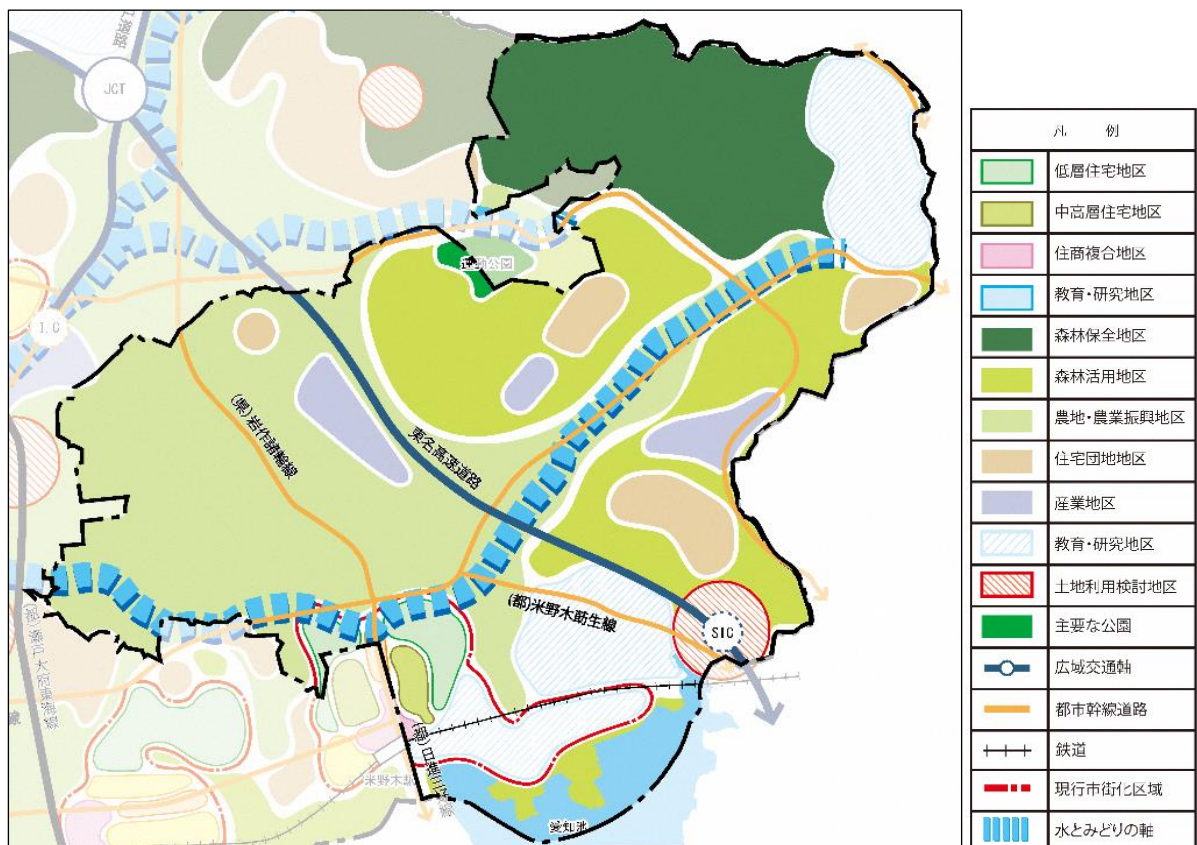 JCT
運動公園
I.C
(県)岩作諸輪線
東名高速道路
(都)米野木莇生線
SIC
(都)瀬戸大府東海線
米野木駅
愛知池
凡 例
低層住宅地区
中高層住宅地区
住商複合地区
教育・研究地区
森林保全地区
森林活用地区
農地・農業振興地区
住宅団地地区
産業地区
教育・研究地区
土地利用検討地区
主要な公園
広域交通軸
都市幹線道路
鉄道
現行市街化区域
水とみどりの軸